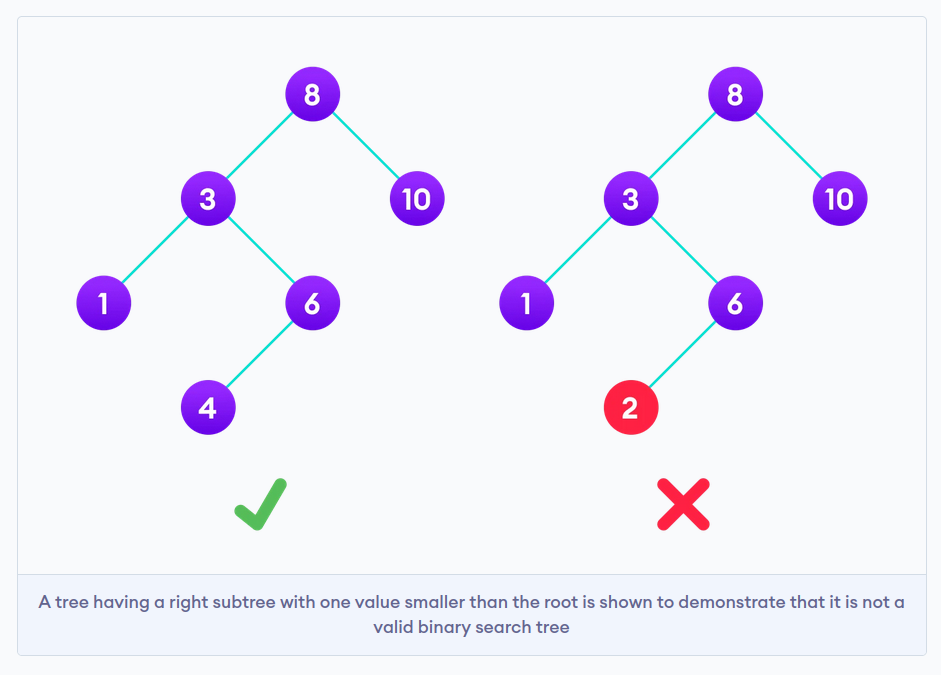 8 8
3 10 3 10
1 6 1 6
4 2
A tree having a right subtree with one value smaller than the root is shown to demonstrate that it is not a
valid binary search tree